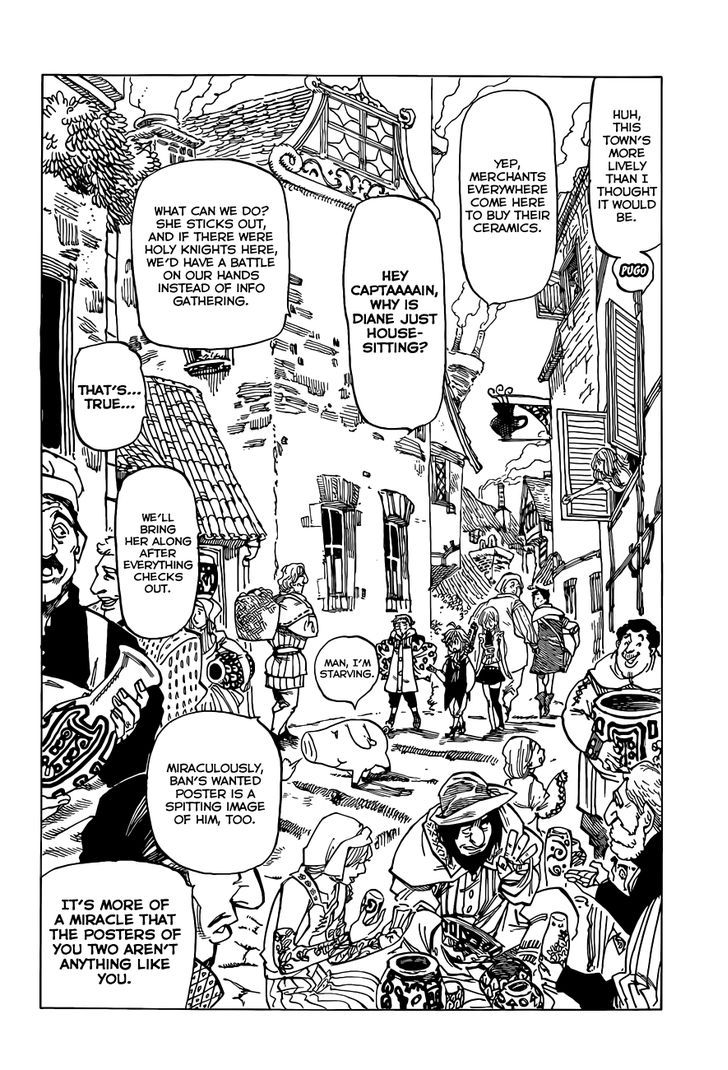 HUH,
THIS
TOWN'S
MORE
LIVELY
THAN I
THOUGHT
IT WOULD
BE.
PUGO
YEP,
MERCHANTS
EVERYWHERE
COME HERE
TO BUY THEIR
CERAMICS.
HEY
CAPTAAAAIN,
WHY IS
DIANE JUST
HOUSE-
SITTING?
WHAT CAN WE DO?
SHE STICKS OUT,
AND IF THERE WERE
HOLY KNIGHTS HERE,
WE'D HAVE A BATTLE
ON OUR HANDS
INSTEAD OF INFO
GATHERING.
THAT'S...
TRUE...
WE'LL
BRING
HER ALONG
AFTER
EVERYTHING
CHECKS
OUT.
MAN, I'M
STARVING.
MIRACULOUSLY,
BAN'S WANTED
POSTER IS A
SPITTING IMAGE
OF HIM, TOO.
IT'S MORE OF
A MIRACLE THAT
THE POSTERS OF
YOU TWO AREN'T
ANYTHING LIKE
YOU.